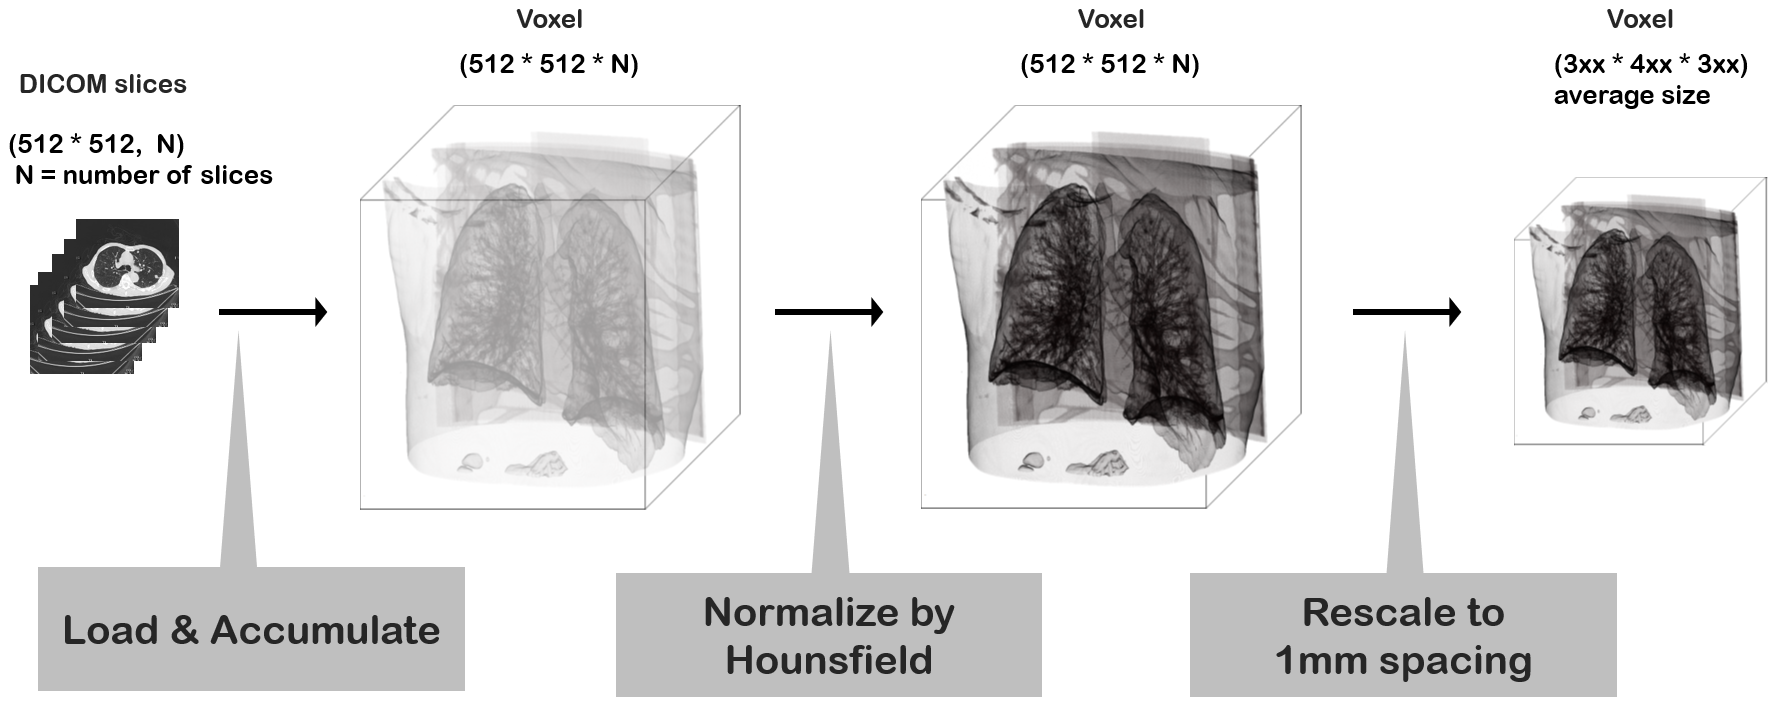 DICOM slices
(512 * 512, N)
N = number of slices
Voxel
(512 * 512 * N)
Voxel
(512 * 512 * N)
Voxel
(3xx * 4xx * 3xx)
average size
Load & Accumulate
Normalize by
Hounsfield
Rescale to
1mm spacing